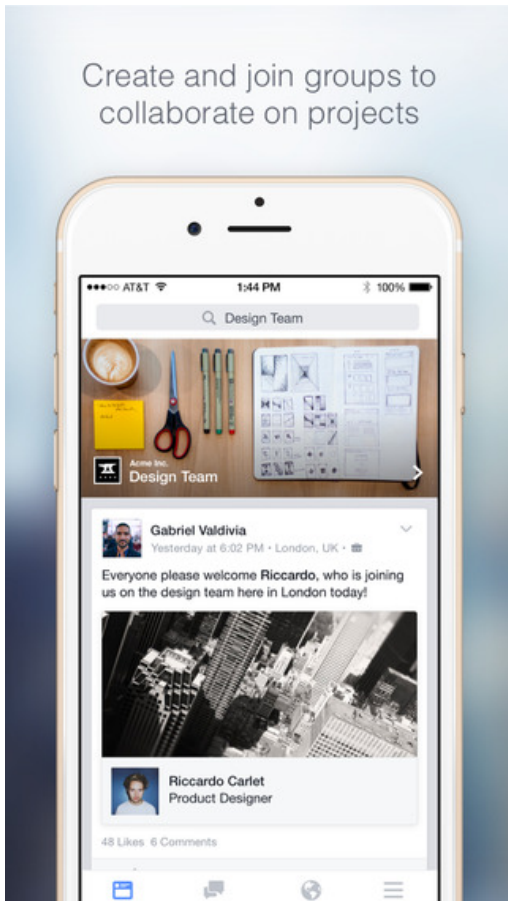 Create and join groups to
collaborate on projects
AT&T
1:44 PM
100%
Design Team
Acme Inc.
Design Team
Gabriel Valdivia
Yesterday at 6:02 PM · London, UK ·
Everyone please welcome Riccardo, who is joining
us on the design team here in London today!
Riccardo Carlet
Product Designer
48 Likes 6 Comments